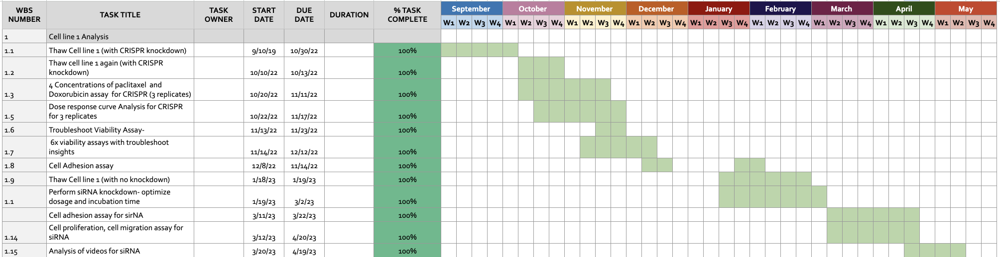 WBS NUMBER TASK TITLE TASK OWNER START DATE DUE DATE DURATION % TASK COMPLETE September October November December January February March April May
W1 W2 W3 W4 W1 W2 W3 W4 W1 W2 W3 W4 W1 W2 W3 W4 W1 W2 W3 W4 W1 W2 W3 W4 W1 W2 W3 W4 W1 W2 W3 W4 W1 W2 W3 W4
1 Cell line 1 Analysis
1.1 Thaw Cell line 1 (with CRISPR knockdown) 9/10/19 10/30/22 100%
Thaw cell line 1 again (with CRISPR
1.2 knockdown) 10/10/22 10/13/22 100%
4 Concentrations of paclitaxel and
1.3 Doxorubicin assay for CRISPR (3 replicates) 10/20/22 11/11/22 100%
Dose response curve Analysis for CRISPR
1.5 for 3 replicates 10/22/22 11/17/22 100%
1.6 Troubleshoot Viability Assay- 11/13/22 11/23/22 100%
6x viability assays with troubleshoot
1.7 insights 11/14/22 12/12/22 100%
1.8 Cell Adhesion assay 12/8/22 11/14/22 100%
1.9 Thaw Cell line 1 (with no knockdown) 1/18/23 1/19/23 100%
Perform siRNA knockdown- optimize
1.1 dosage and incubation time 1/19/23 3/2/23 100%
Cell adhesion assay for sirNA 3/11/23 3/22/23 100%
Cell proliferation, cell migration assay for
1.14 siRNA 3/12/23 4/20/23 100%
1.15 Analysis of videos for siRNA 3/20/23 4/19/23 100%